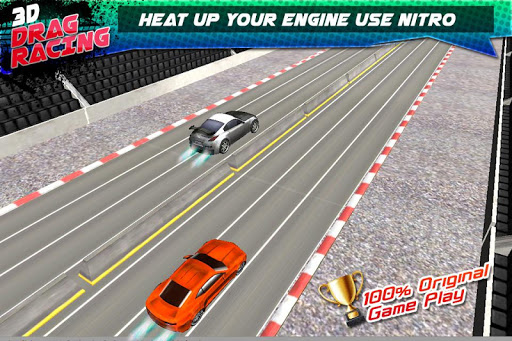 3D
DRAG
RACING
HEAT UP YOUR ENGINE USE NITRO
100% Original
Game Play